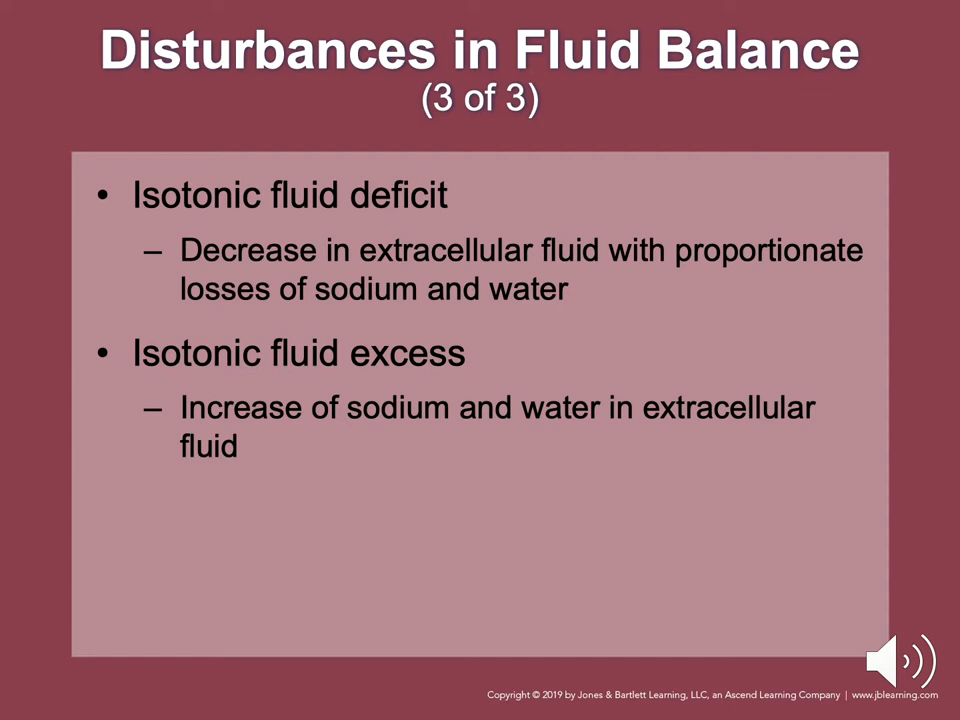 Disturbances in Fluid Balance
(3 of 3)
• Isotonic fluid deficit
– Decrease in extracellular fluid with proportionate
losses of sodium and water
• Isotonic fluid excess
– Increase of sodium and water in extracellular
fluid
Copyright © 2019 by Jones & Bartlett Learning, LLC, an Ascend Learning Company | www.jblearning.com